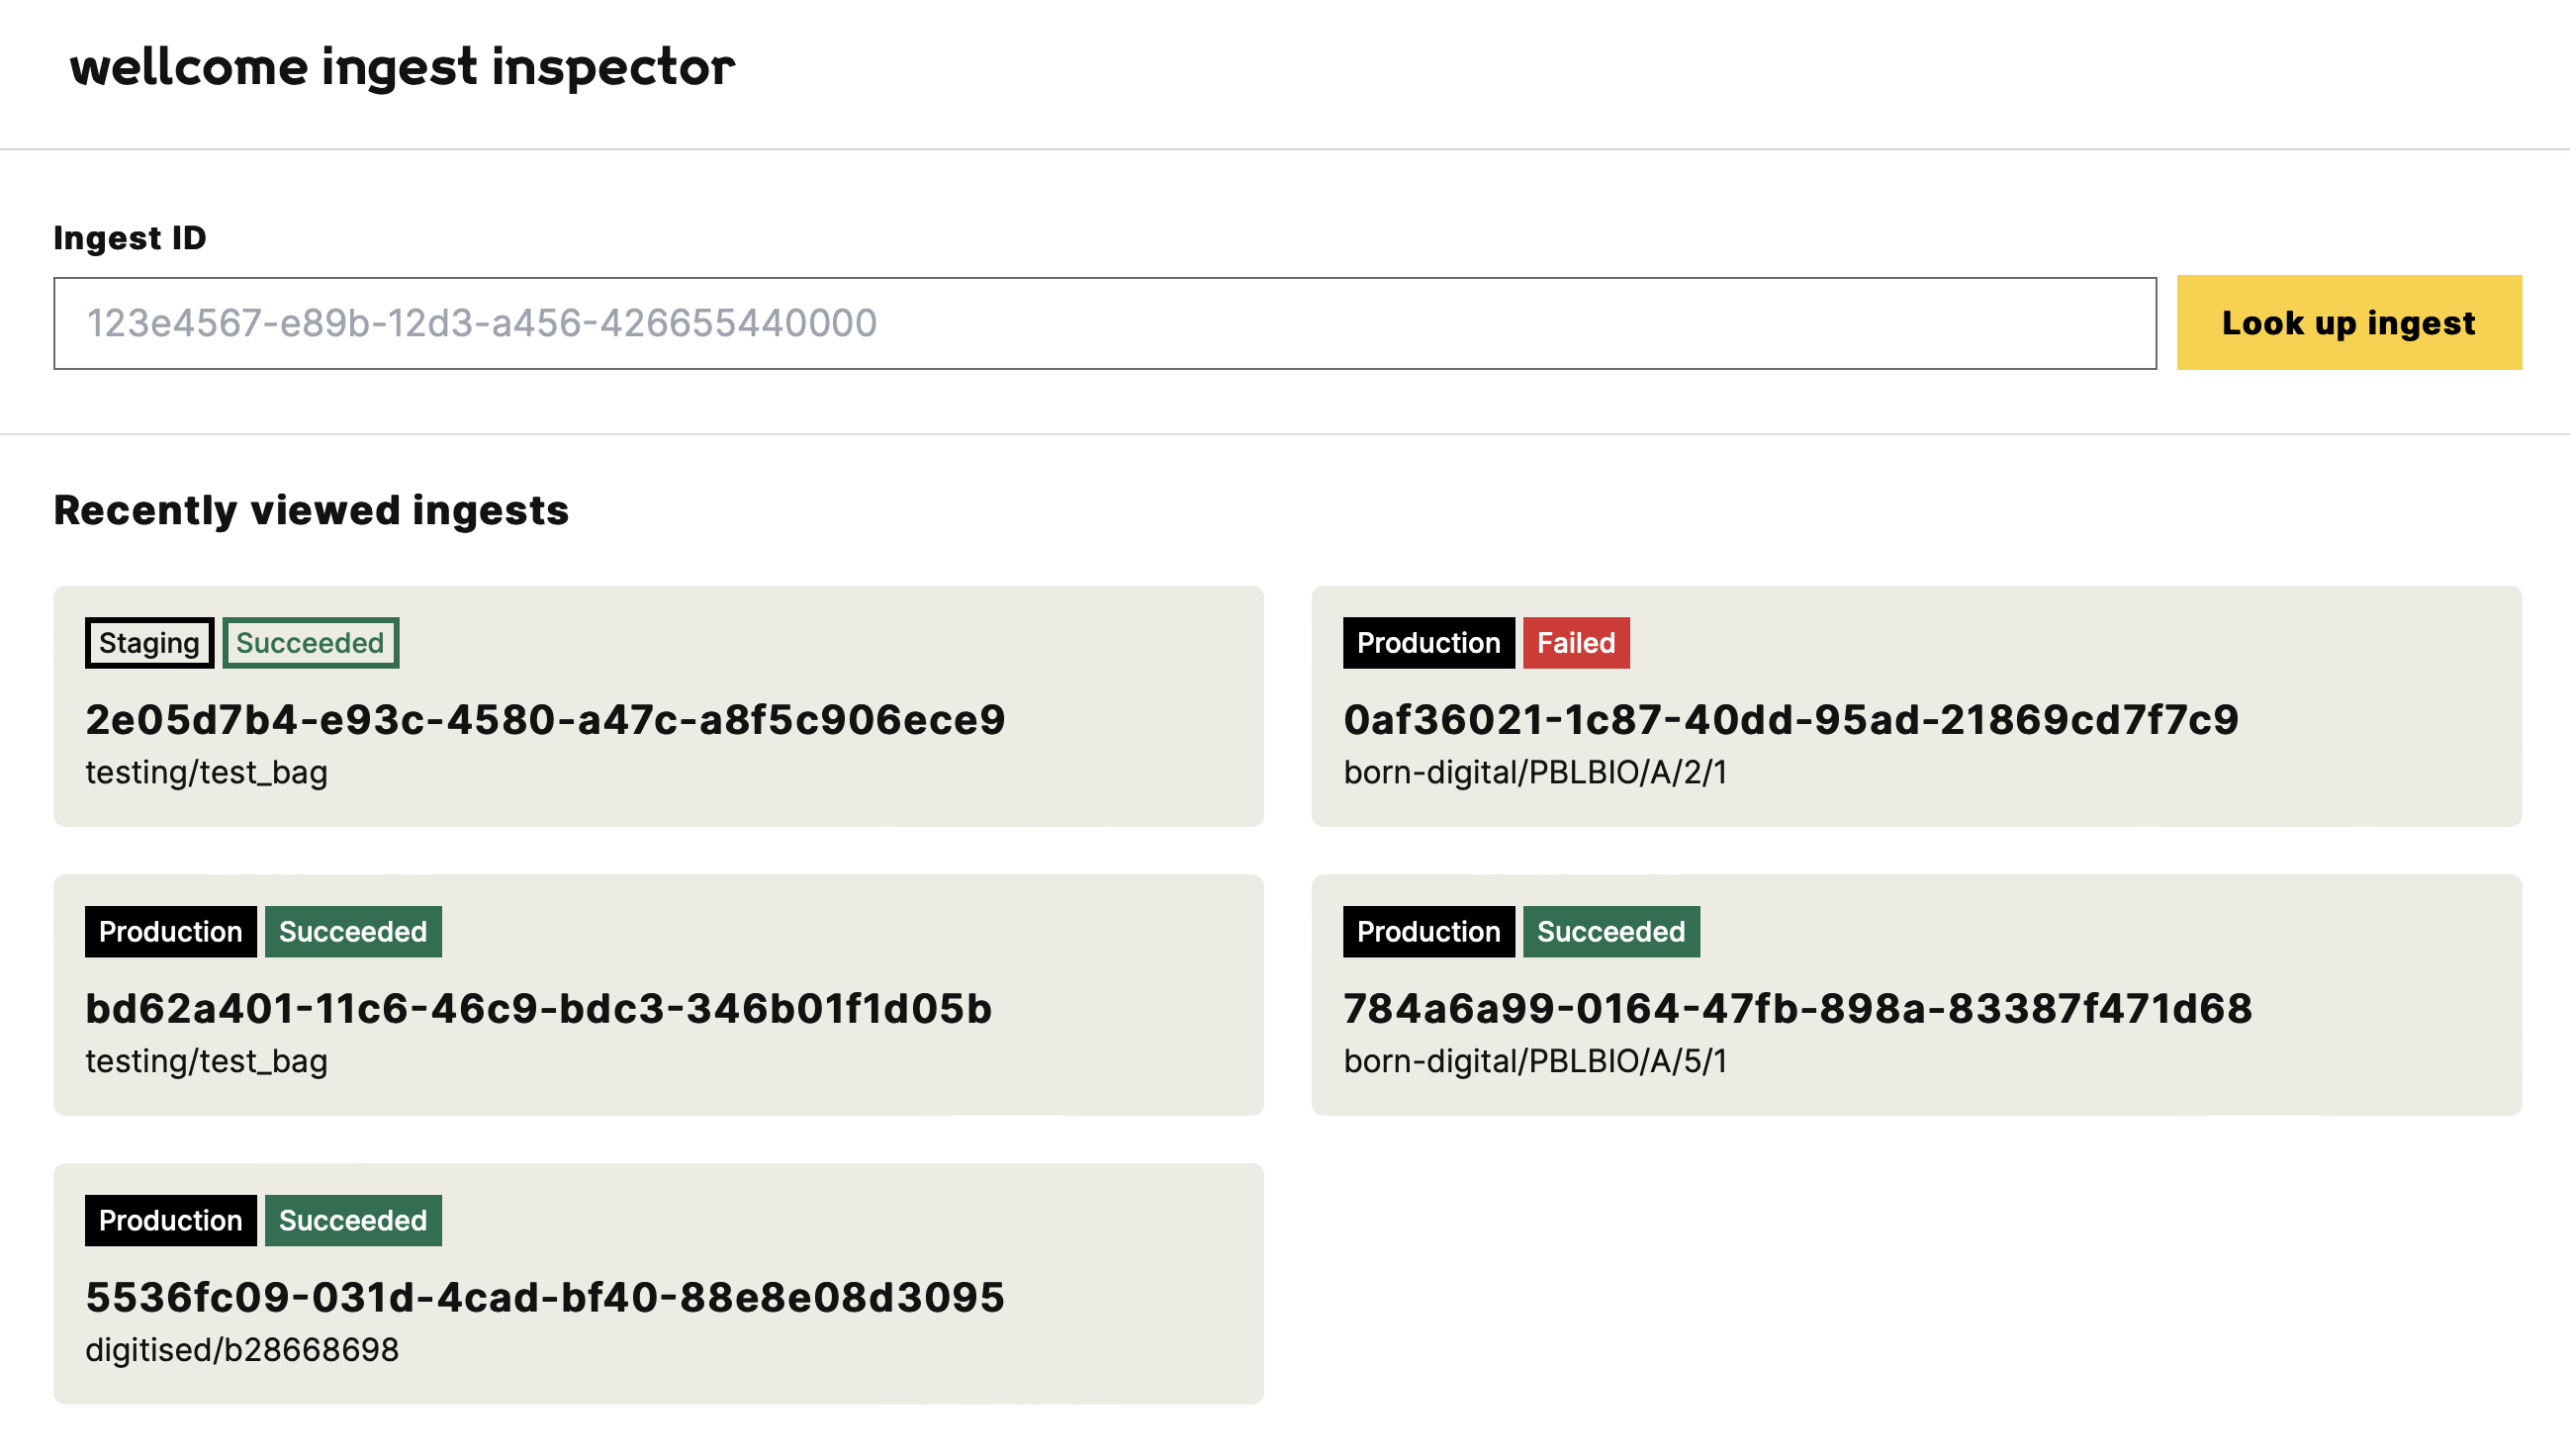 wellcome ingest inspector
Ingest ID
123e4567-e89b-12d3-a456-426655440000
Look up ingest
Recently viewed ingests
Staging Succeeded
2e05d7b4-e93c-4580-a47c-a8f5c906ece9
testing/test_bag
Production Failed
0af36021-1c87-40dd-95ad-21869cd7f7c9
born-digital/PBLBIO/A/2/1
Production Succeeded
bd62a401-11c6-46c9-bdc3-346b01f1d05b
testing/test_bag
Production Succeeded
784a6a99-0164-47fb-898a-83387f471d68
born-digital/PBLBIO/A/5/1
Production Succeeded
5536fc09-031d-4cad-bf40-88e8e08d3095
digitised/b28668698